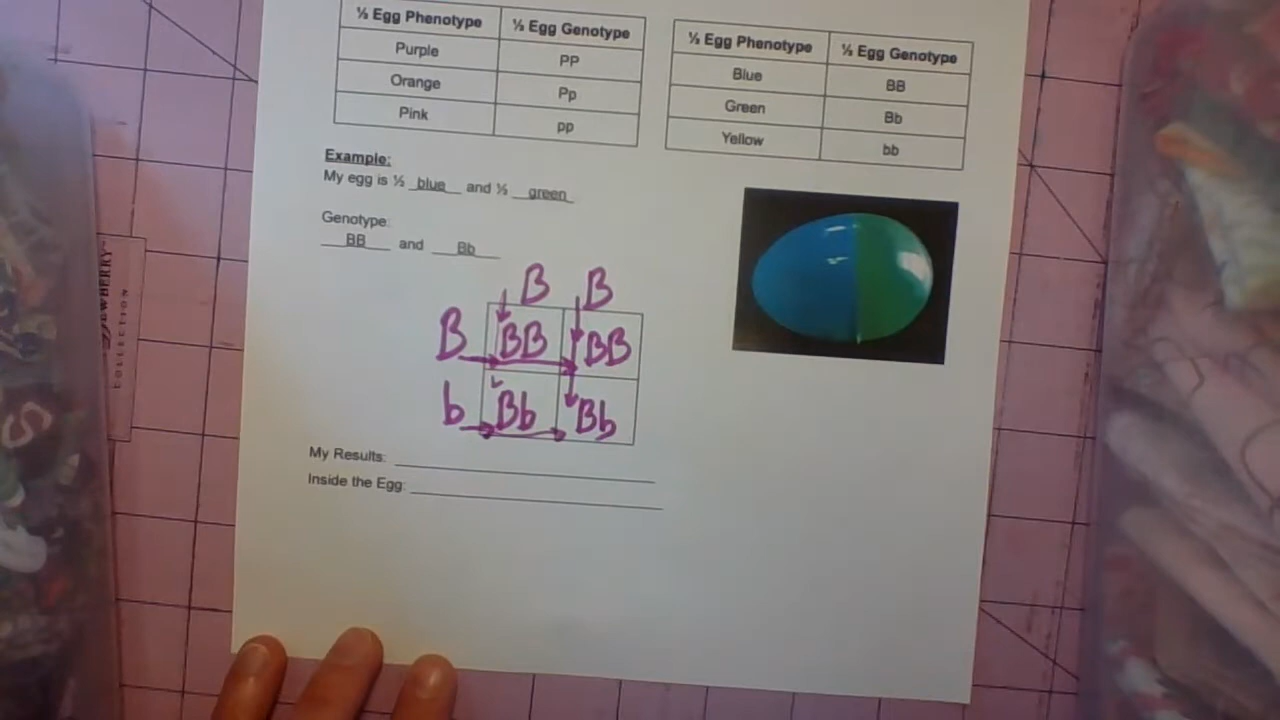 ½ Egg Phenotype ½ Egg Genotype
Purple PP
Orange Pp
Pink pp
½ Egg Phenotype ½ Egg Genotype
Blue BB
Green Bb
Yellow bb
Example:
My egg is ½ blue and ½ green
Genotype:
BB and Bb
B B
B BB BB
b Bb Bb
My Results:
Inside the Egg:
COLLECTION